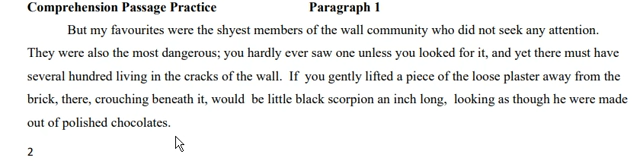 Comprehension Passage Practice Paragraph 1
But my favourites were the shyest members of the wall community who did not seek any attention.
They were also the most dangerous; you hardly ever saw one unless you looked for it, and yet there must have
several hundred living in the cracks of the wall. If you gently lifted a piece of the loose plaster away from the
brick, there, crouching beneath it, would be little black scorpion an inch long, looking as though he were made
out of polished chocolates.
2